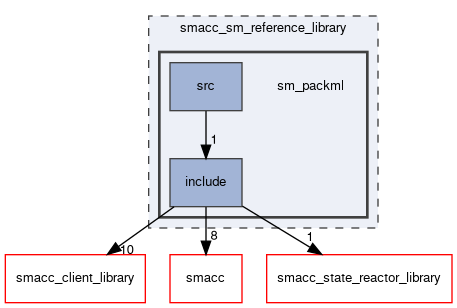 smacc_sm_reference_library
src
sm_packml
1
include
10
8
1
smacc_client_library
smacc
smacc_state_reactor_library